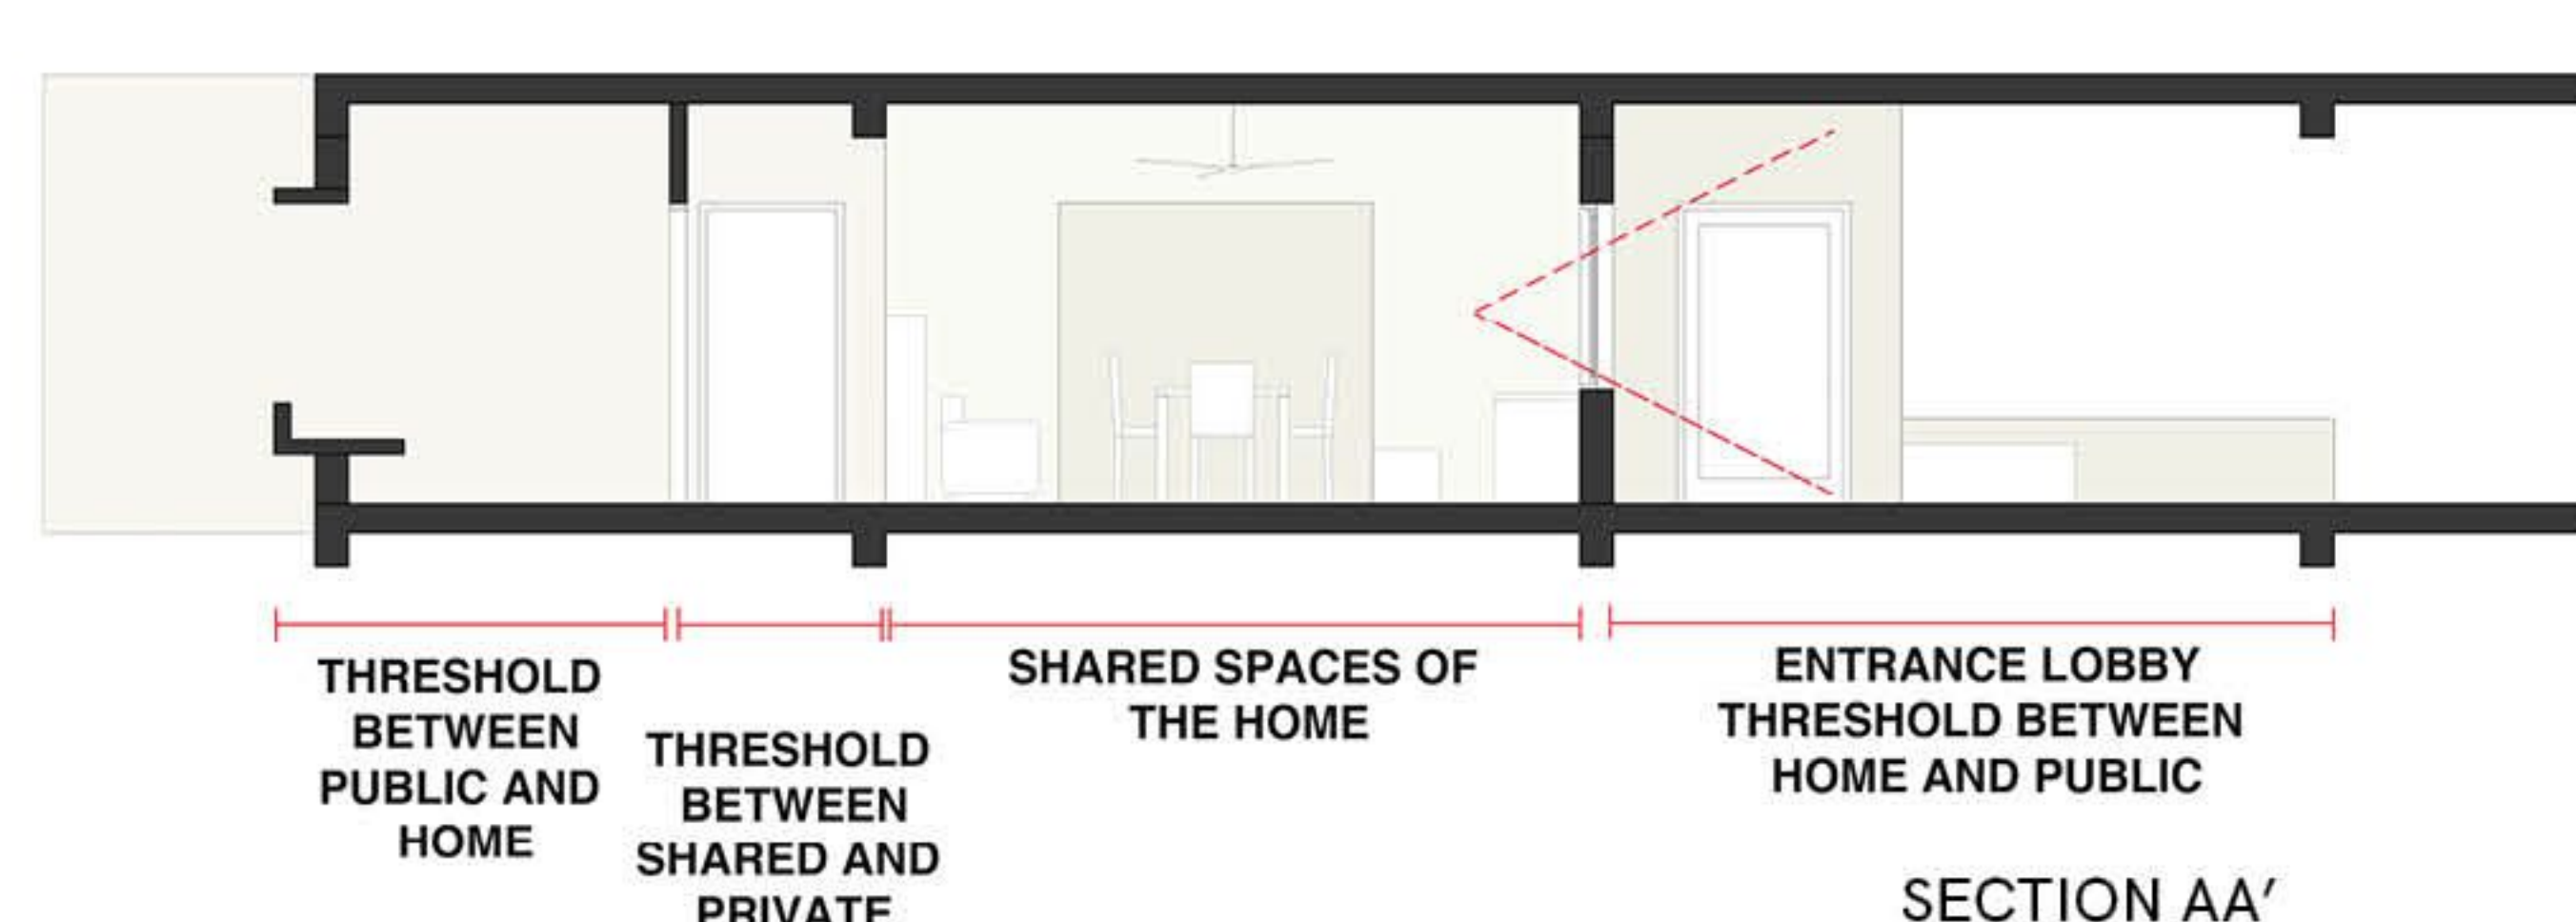 THRESHOLD
BETWEEN
PUBLIC AND
HOME
THRESHOLD
BETWEEN
SHARED AND
PRIVATE
SHARED SPACES OF
THE HOME
ENTRANCE LOBBY
THRESHOLD BETWEEN
HOME AND PUBLIC
SECTION AA'